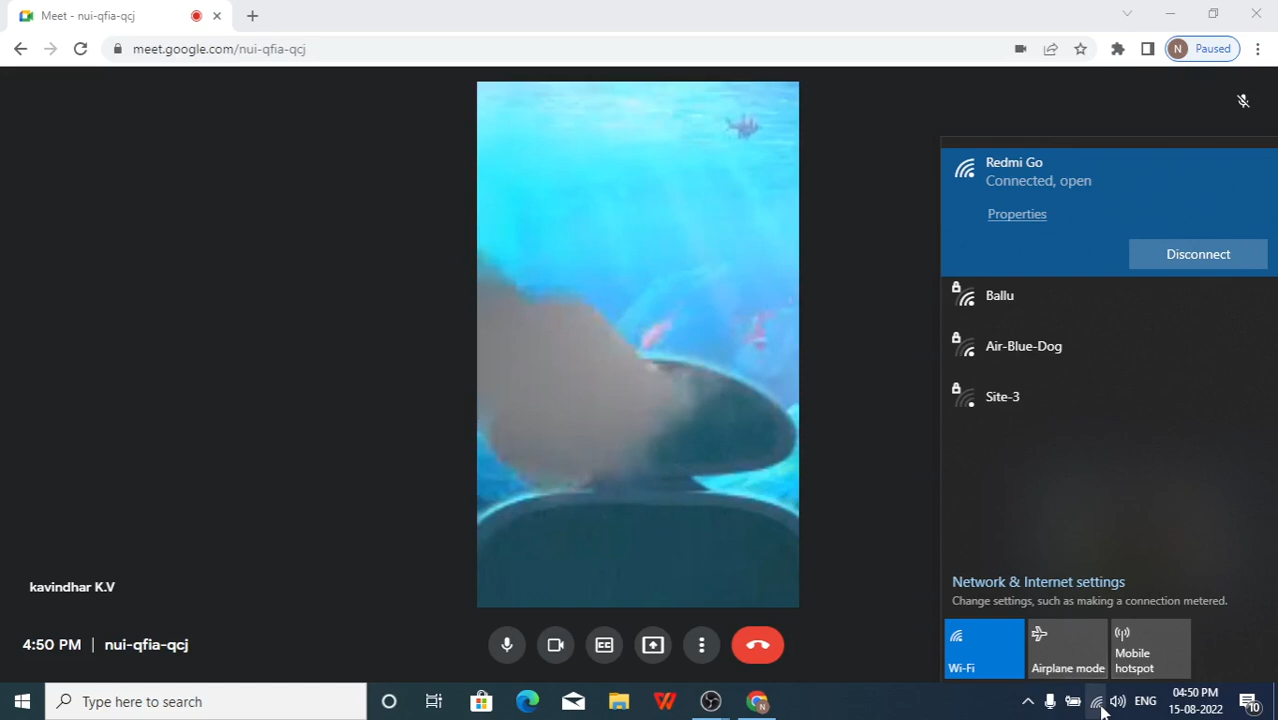 Meet - nui-qfia-qcj
meet.google.com/nui-qfia-qcj
N Paused
Redmi Go
Connected, open
Properties
Disconnect
Ballu
Air-Blue-Dog
Site-3
Network & Internet settings
Change settings, such as making a connection metered.
kavindhar K.V
4:50 PM | nui-qfia-qcj
CC
Wi-Fi
Airplane mode
Mobile
hotspot
Type here to search
N
ENG
04:50 PM
15-08-2022
10